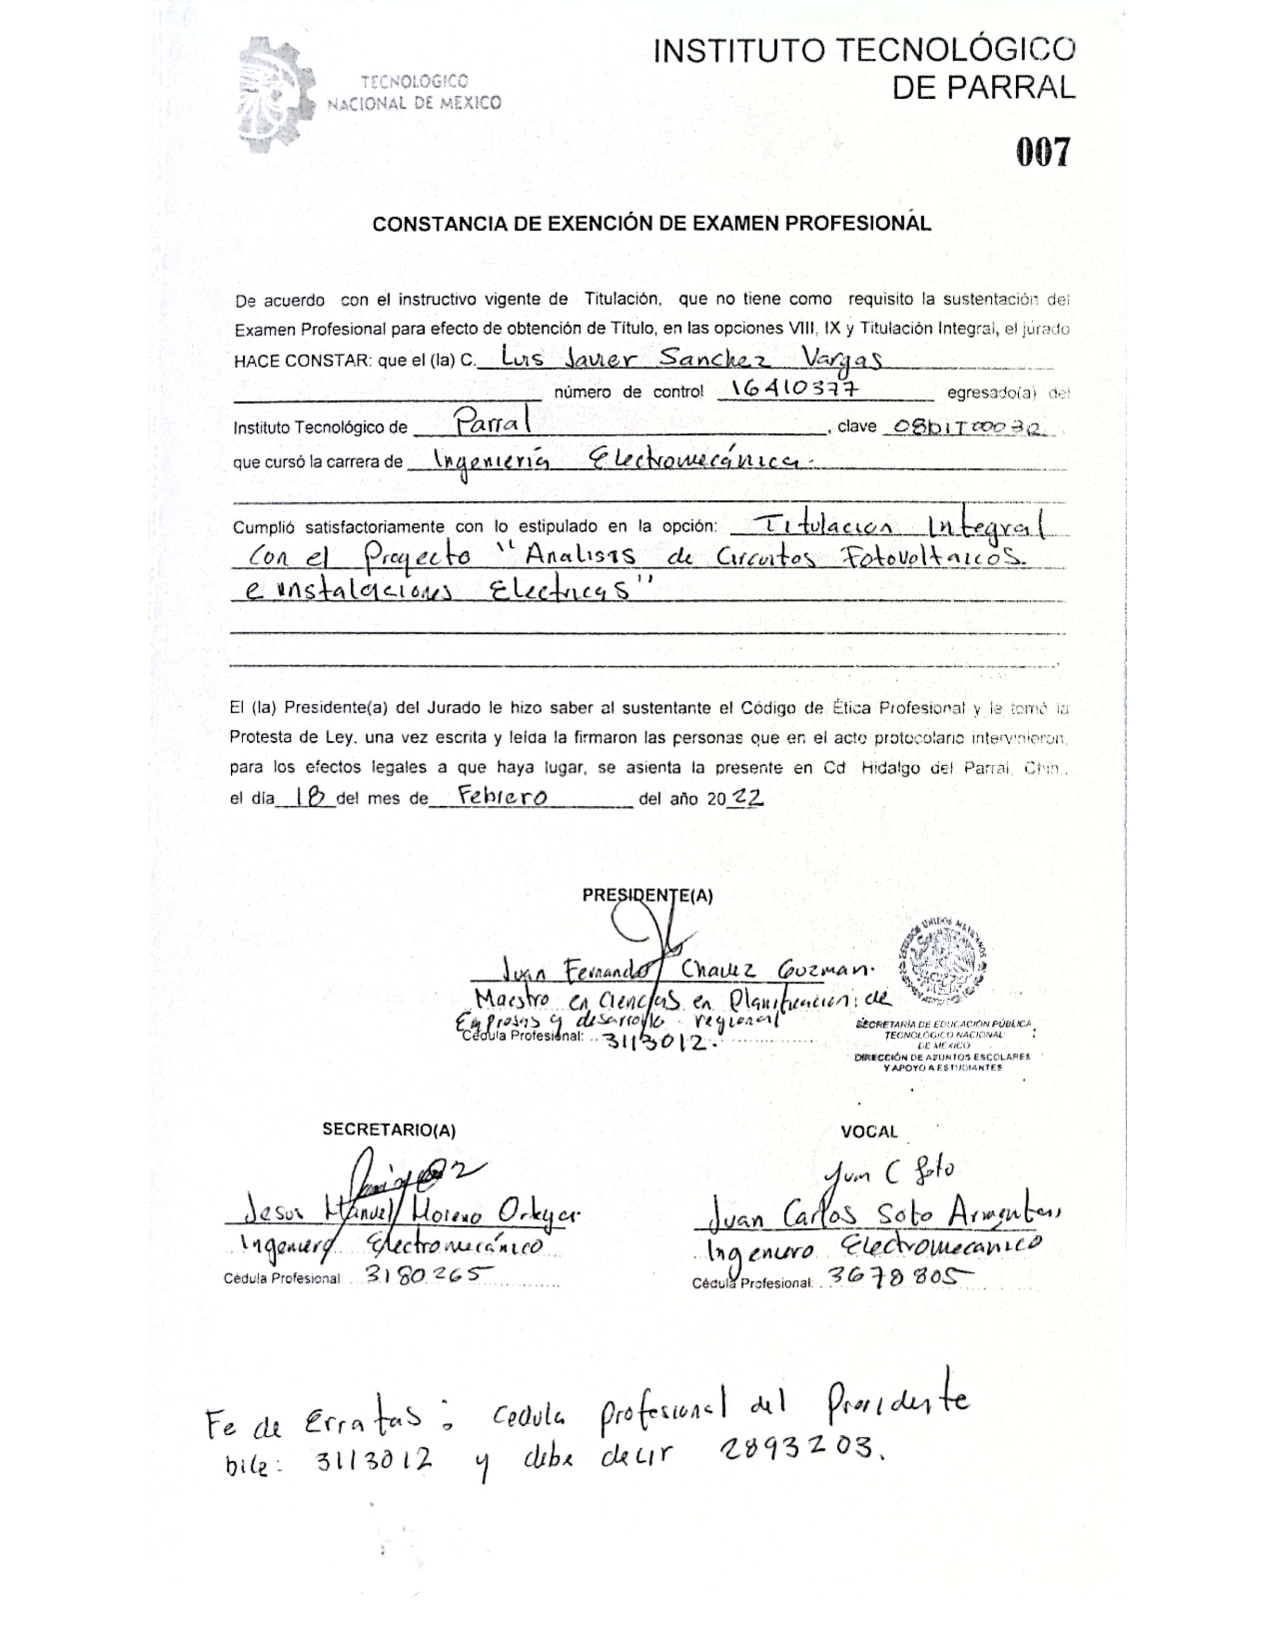 TECNOLOGICO
NACIONAL DE MEXICO
INSTITUTO TECNOLÓGICO
DE PARRAL
007
CONSTANCIA DE EXENCIÓN DE EXAMEN PROFESIONAL
De acuerdo con el instructivo vigente de Titulación, que no tiene como requisito la sustentación del
Examen Profesional para efecto de obtención de Título, en las opciones VIII, IX y Titulación Integral, el jurado
HACE CONSTAR: que el (la) C. Luis Javier Sanchez Vargas
número de control 16410377 egresado(a) del
Instituto Tecnológico de Parral, clave
que cursó la carrera de Ingeniería Electromecánica.
Cumplió satisfactoriamente con lo estipulado en la opción: Titulacion Integral
Con el Proyecto "Analisis de Circuitos Fotovoltaicos.
e instalaciones Electricas"
El (la) Presidente(a) del Jurado le hizo saber al sustentante el Código de Ética Profesional y le tomó la
Protesta de Ley, una vez escrita y leída la firmaron las personas que en el acto protocolario intervinieron,
para los efectos legales a que haya lugar, se asienta la presente en Cd Hidalgo del Parral, Chih.,
el día 18 del mes de Febrero del año 2022
PRESIDENTE(A)
Juan Fernando Chavez Guzman.
Maestro en Ciencias en Planificacion de
Empresas y desarrollo regional
Cédula Profesional: 3113012.
ESTADOS UNIDOS MEXICANOS
SECRETARÍA DE EDUCACIÓN PÚBLICA
TECNOLÓGICO NACIONAL
DE MÉXICO
DIRECCIÓN DE ASUNTOS ESCOLARES
Y APOYO A ESTUDIANTES
SECRETARIO(A)
Jesus Manuel Moreno
Ingeniero Electromecánico
Cédula Profesional 3180265
VOCAL
Juan C Soto
Juan Carlos Soto Armendariz
Ingeniero Electromecanico
Cédula Profesional: 3678805
Fe de Erratas: Cedula profesional del Presidente
Dice: 3113012 y debe decir 2893203.